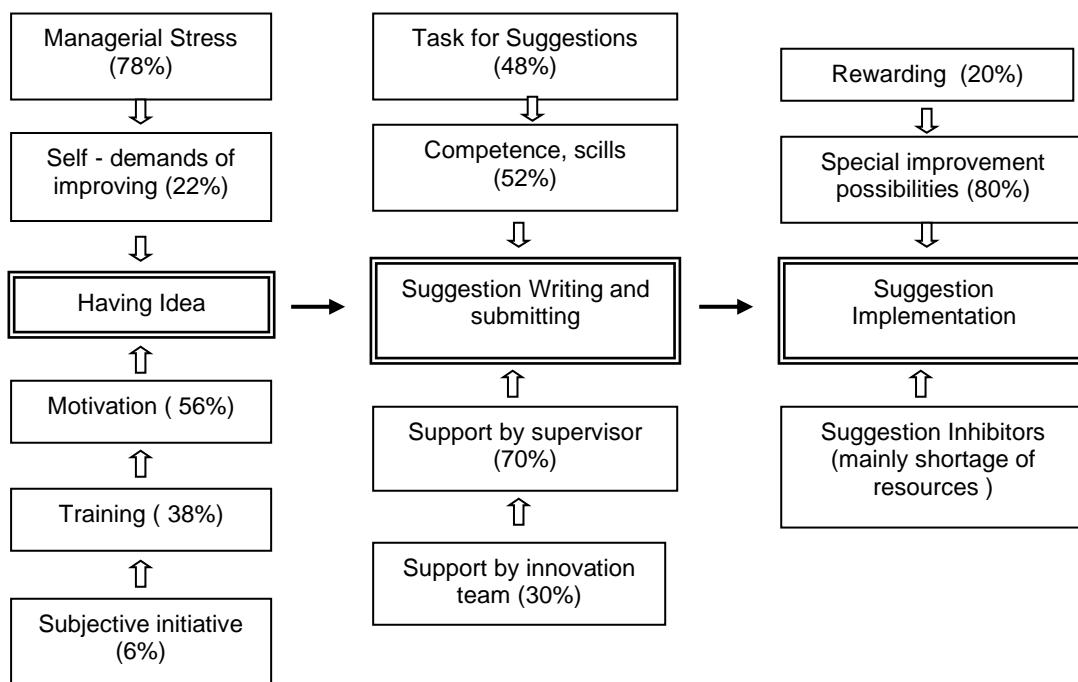 Managerial Stress
(78%)
Self - demands of
improving (22%)
Having Idea
Motivation ( 56%)
Training ( 38%)
Subjective initiative
(6%)
Task for Suggestions
(48%)
Competence, scills
(52%)
Suggestion Writing and
submitting
Support by supervisor
(70%)
Support by innovation
team (30%)
Rewarding (20%)
Special improvement
possibilities (80%)
Suggestion
Implementation
Suggestion Inhibitors
(mainly shortage of
resources )